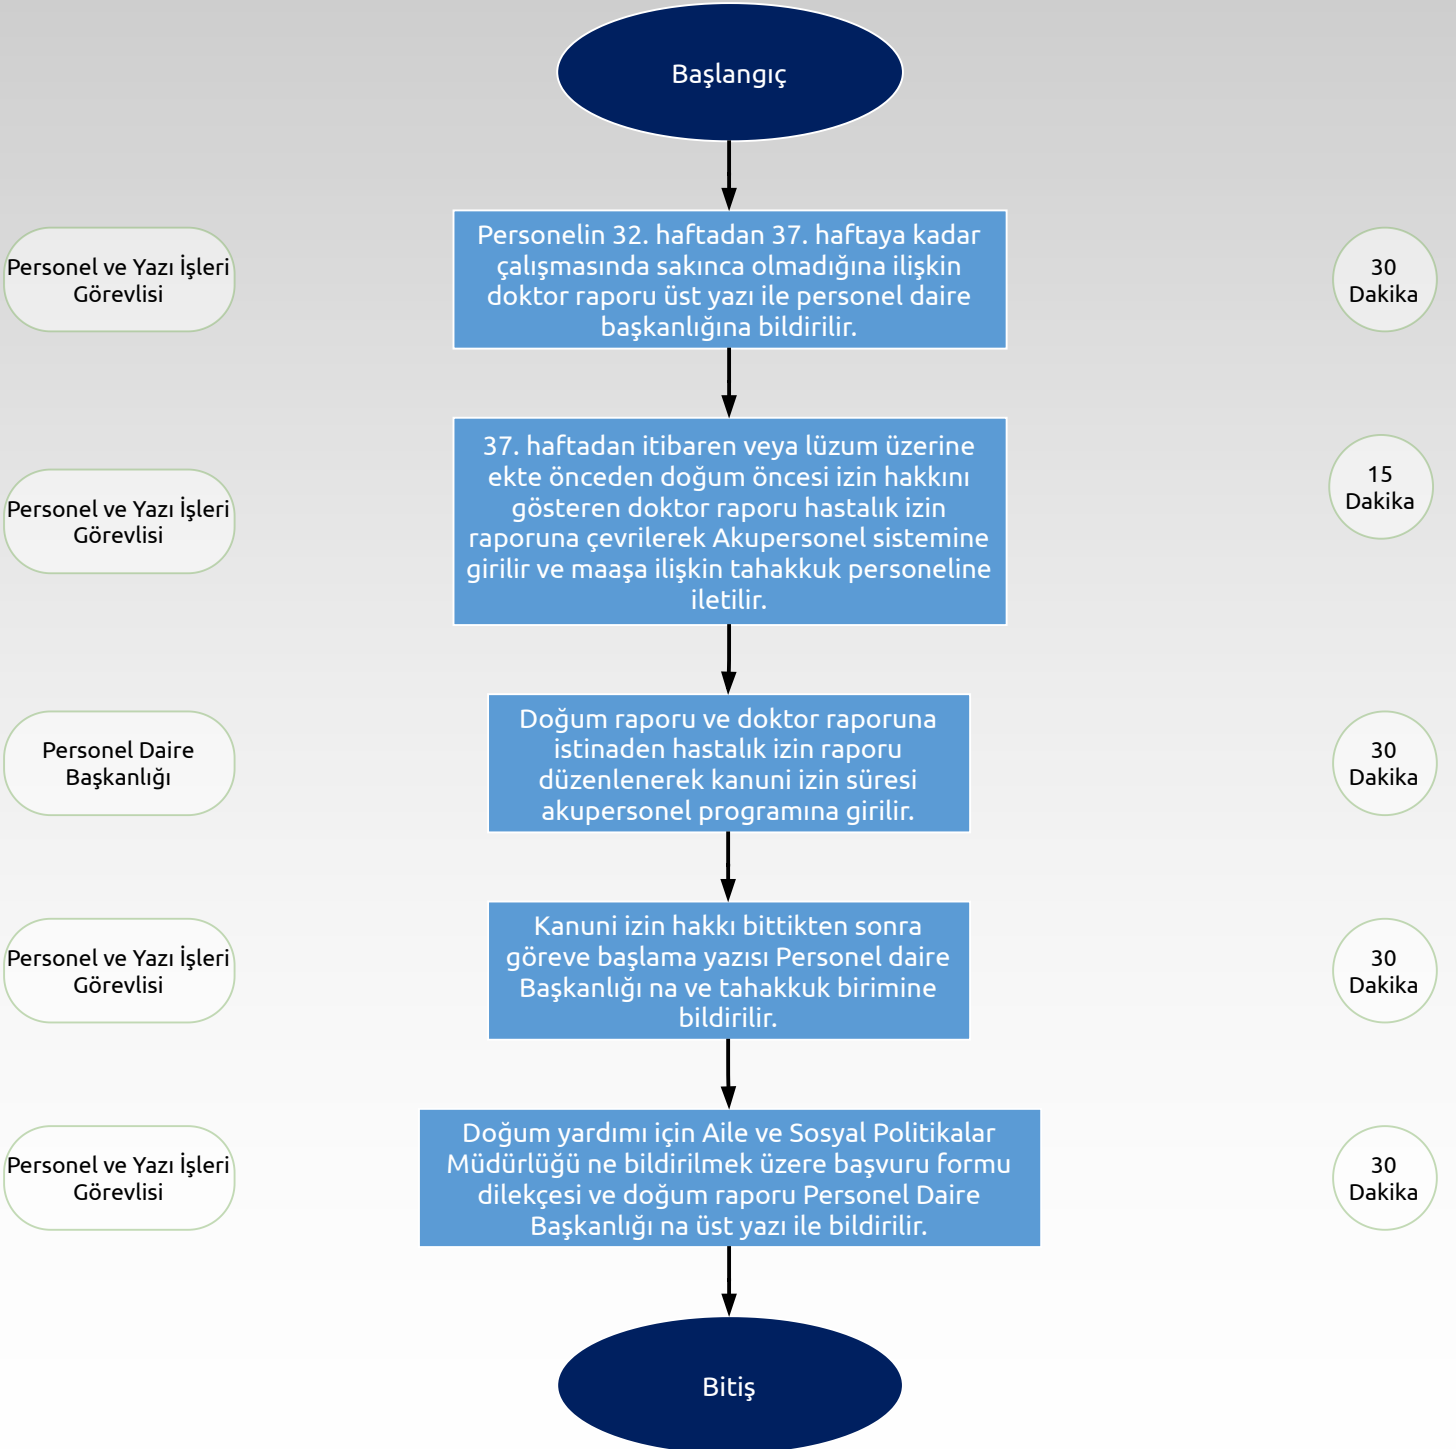 Başlangıç
Personel ve Yazı İşleri
Görevlisi
Personelin 32. haftadan 37. haftaya kadar
çalışmasında sakınca olmadığına ilişkin
doktor raporu üst yazı ile personel daire
başkanlığına bildirilir.
30
Dakika
Personel ve Yazı İşleri
Görevlisi
37. haftadan itibaren veya lüzum üzerine
ekte önceden doğum öncesi izin hakkını
gösteren doktor raporu hastalık izin
raporuna çevrilerek Akupersonel sistemine
girilir ve maaşa ilişkin tahakkuk personeline
iletilir.
15
Dakika
Personel Daire
Başkanlığı
Doğum raporu ve doktor raporuna
istinaden hastalık izin raporu
düzenlenerek kanuni izin süresi
akupersonel programına girilir.
30
Dakika
Personel ve Yazı İşleri
Görevlisi
Kanuni izin hakkı bittikten sonra
göreve başlama yazısı Personel daire
Başkanlığı na ve tahakkuk birimine
bildirilir.
30
Dakika
Personel ve Yazı İşleri
Görevlisi
Doğum yardımı için Aile ve Sosyal Politikalar
Müdürlüğü ne bildirilmek üzere başvuru formu
dilekçesi ve doğum raporu Personel Daire
Başkanlığı na üst yazı ile bildirilir.
30
Dakika
Bitiş